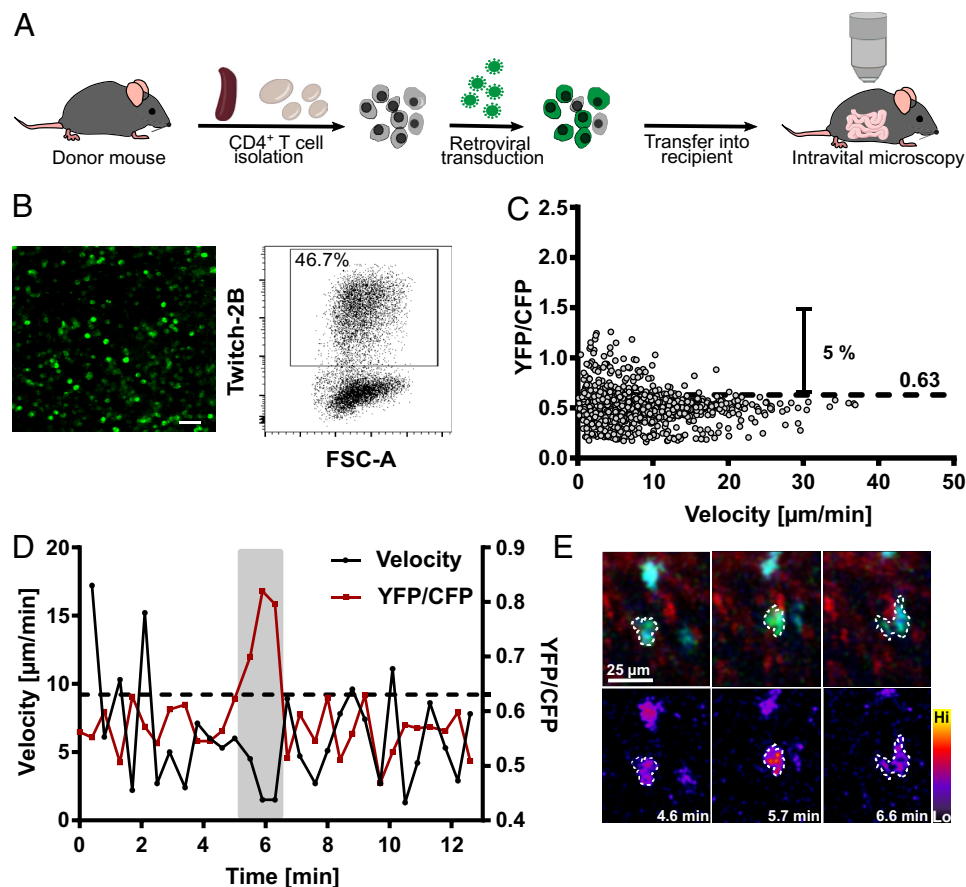 A
Donor mouse
CD4+ T cell
isolation
Retroviral
transduction
Transfer into
recipient
Intravital microscopy
B
46.7%
Twitch-2B
FSC-A
C
YFP/CFP
2.5
2.0
1.5
1.0
0.5
0.0
5 %
0.63
0 10 20 30 40 50
Velocity [µm/min]
D
Velocity [µm/min]
20
15
10
5
0
Velocity
YFP/CFP
0.9
0.8
0.7
0.6
0.5
0.4
YFP/CFP
0 2 4 6 8 10 12
Time [min]
E
25 µm
Hi
Lo
4.6 min
5.7 min
6.6 min